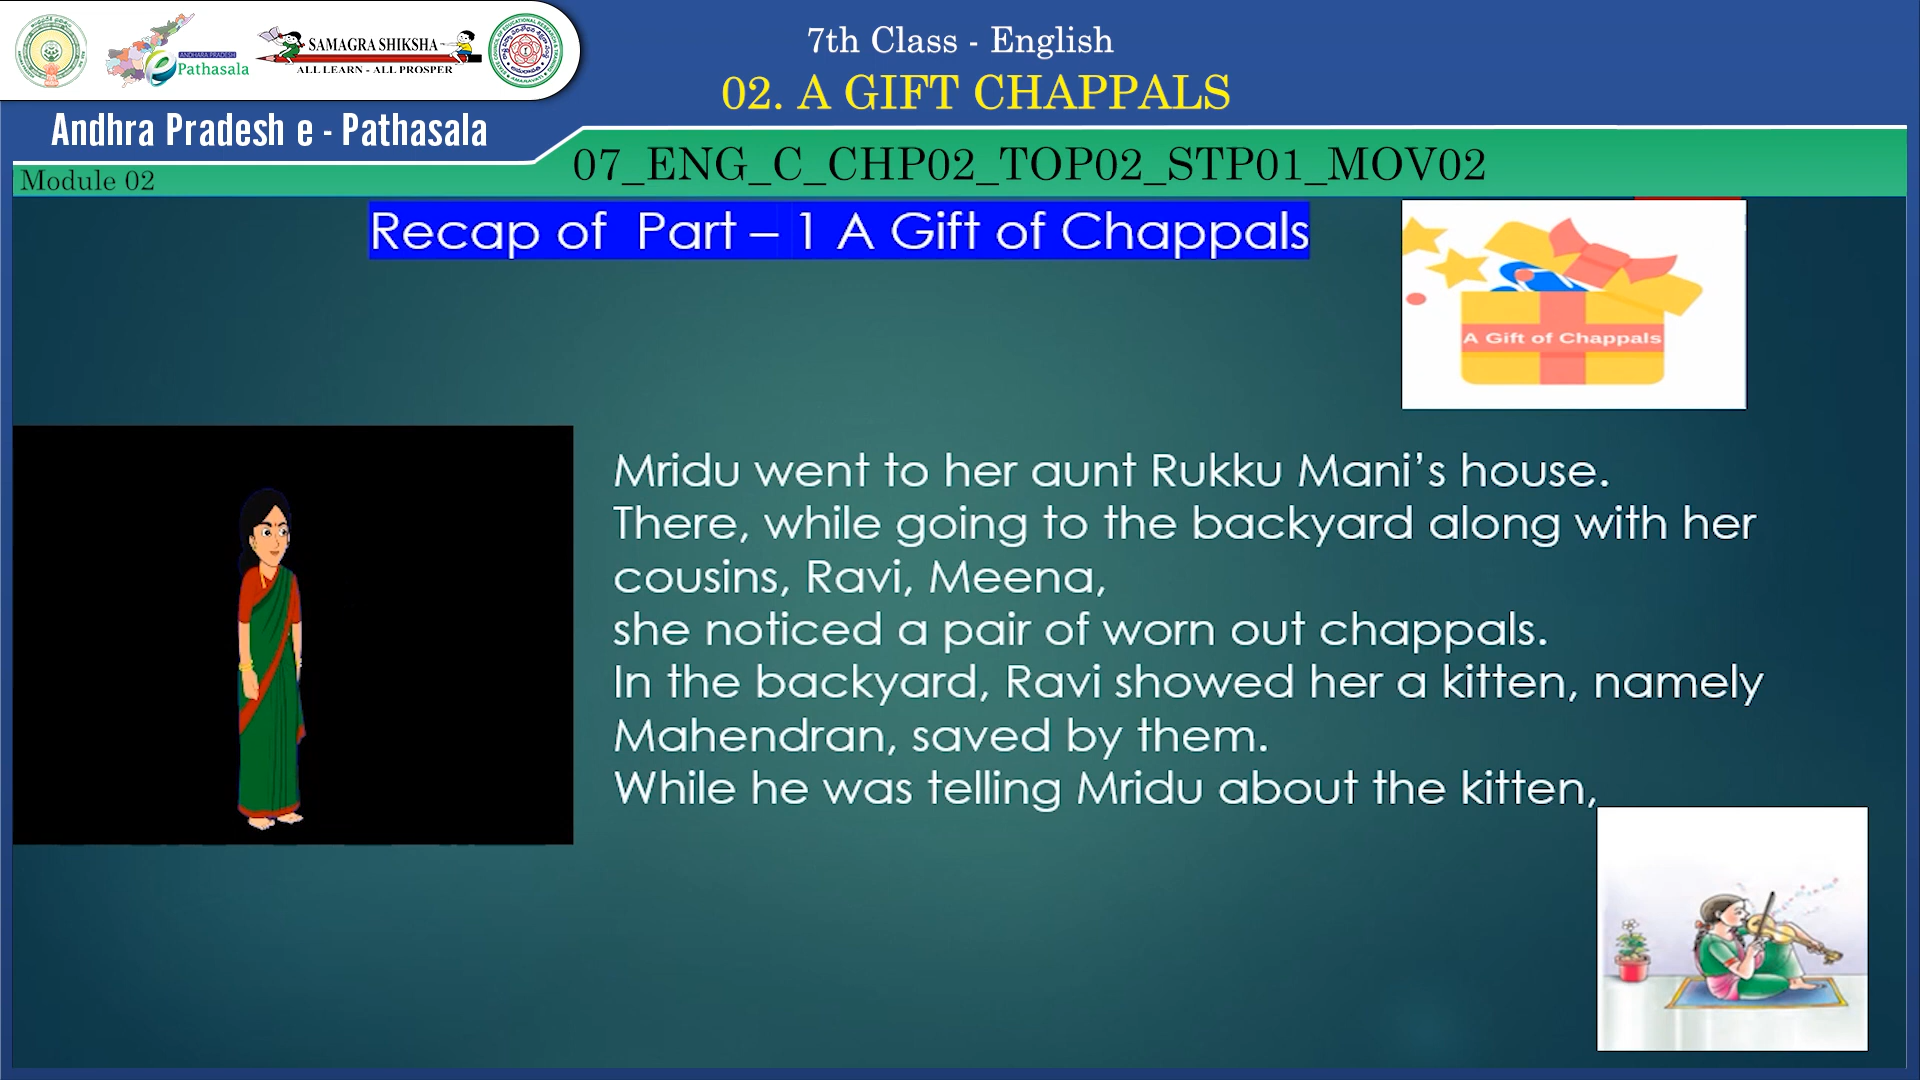 ANDHRA PRADESH
Pathasala
SAMAGRA SHIKSHA
ALL LEARN - ALL PROSPER
7th Class - English
02. A GIFT CHAPPALS
Andhra Pradesh e - Pathasala
07_ENG_C_CHP02_TOP02_STP01_MOV02
Module 02
Recap of Part – 1 A Gift of Chappals
A Gift of Chappals
Mridu went to her aunt Rukku Mani’s house.
There, while going to the backyard along with her
cousins, Ravi, Meena,
she noticed a pair of worn out chappals.
In the backyard, Ravi showed her a kitten, namely
Mahendran, saved by them.
While he was telling Mridu about the kitten,